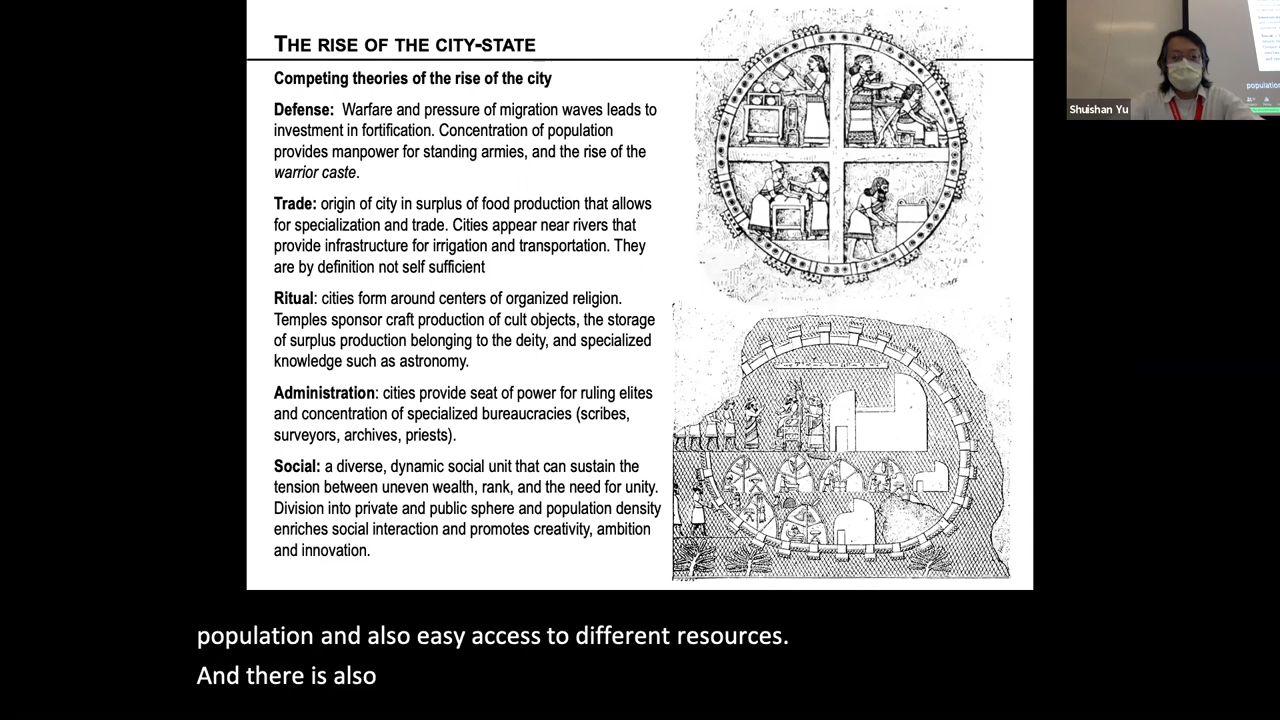 THE RISE OF THE CITY-STATE
Competing theories of the rise of the city
Defense: Warfare and pressure of migration waves leads to
investment in fortification. Concentration of population
provides manpower for standing armies, and the rise of the
warrior caste.
Trade: origin of city in surplus of food production that allows
for specialization and trade. Cities appear near rivers that
provide infrastructure for irrigation and transportation. They
are by definition not self sufficient
Ritual: cities form around centers of organized religion.
Temples sponsor craft production of cult objects, the storage
of surplus production belonging to the deity, and specialized
knowledge such as astronomy.
Administration: cities provide seat of power for ruling elites
and concentration of specialized bureaucracies (scribes,
surveyors, archives, priests).
Social: a diverse, dynamic social unit that can sustain the
tension between uneven wealth, rank, and the need for unity.
Division into private and public sphere and population density
enriches social interaction and promotes creativity, ambition
and innovation.
Shuishan Yu
population
population and also easy access to different resources.
And there is also